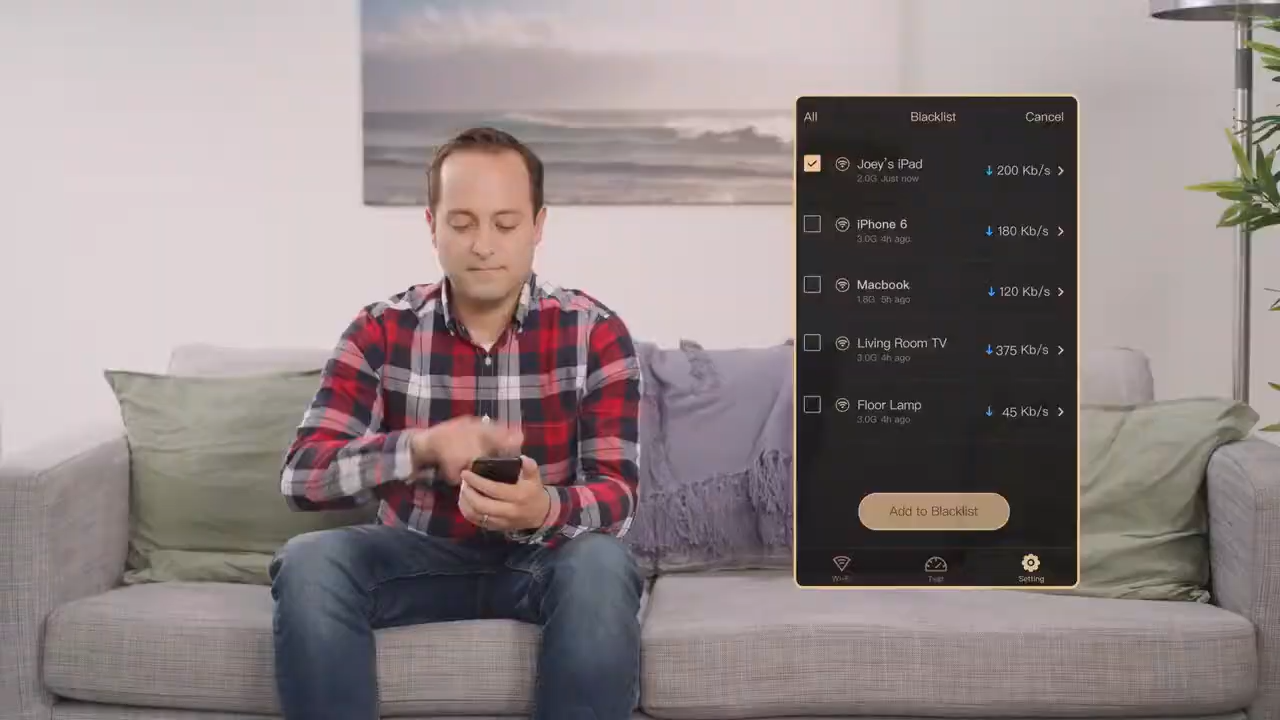 All Blacklist Cancel
Joey's iPad
2.0G Just now
200 Kb/s
iPhone 6
3.0G 4h ago
180 Kb/s
Macbook
1.8G 5h ago
120 Kb/s
Living Room TV
3.0G 4h ago
375 Kb/s
Floor Lamp
3.0G 4h ago
45 Kb/s
Add to Blacklist
Wi-Fi Test Setting